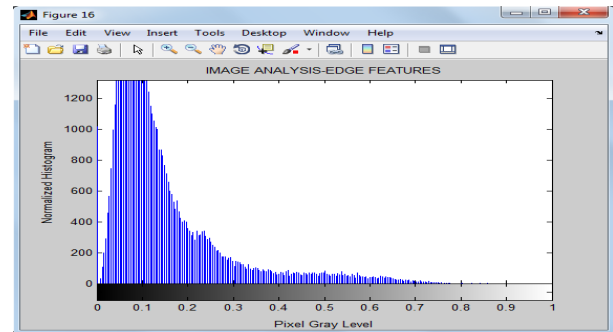 Figure 16
File Edit View Insert Tools Desktop Window Help
IMAGE ANALYSIS-EDGE FEATURES
Normalized Histogram
1200
1000
800
600
400
200
0
0 0.1 0.2 0.3 0.4 0.5 0.6 0.7 0.8 0.9 1
Pixel Gray Level